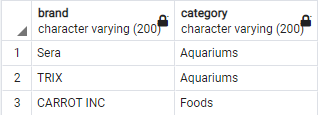 brand category
character varying (200) character varying (200)
1 Sera Aquariums
2 TRIX Aquariums
3 CARROT INC Foods